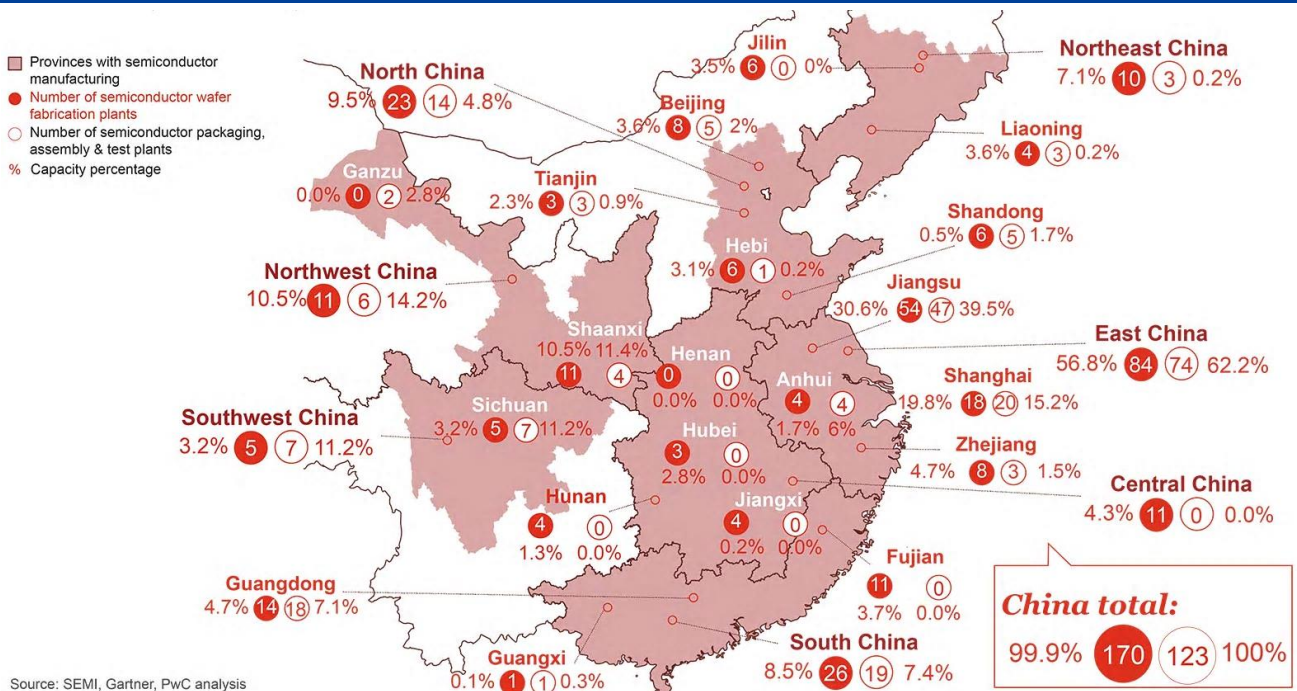 Provinces with semiconductor
manufacturing
Number of semiconductor wafer
fabrication plants
Number of semiconductor packaging,
assembly & test plants
% Capacity percentage
North China
9.5% 23 14 4.8%
Jilin
3.5% 6 0 0%
Northeast China
7.1% 10 3 0.2%
Beijing
3.6% 8 5 2%
Liaoning
3.6% 4 3 0.2%
Ganzu
0.0% 0 2 2.8%
Tianjin
2.3% 3 3 0.9%
Shandong
0.5% 6 5 1.7%
Hebi
3.1% 6 1 0.2%
Northwest China
10.5% 11 6 14.2%
Jiangsu
30.6% 54 47 39.5%
Shaanxi
10.5% 11.4%
11 4
Henan
0 0
0.0% 0.0%
East China
56.8% 84 74 62.2%
Anhui
4 4
1.7% 6%
Shanghai
19.8% 18 20 15.2%
Southwest China
3.2% 5 7 11.2%
Sichuan
3.2% 5 7 11.2%
Hubei
3 0
2.8% 0.0%
Zhejiang
4.7% 8 3 1.5%
Central China
4.3% 11 0 0.0%
Hunan
4 0
1.3% 0.0%
Jiangxi
4 0
0.2% 0.0%
Fujian
11 0
3.7% 0.0%
Guangdong
4.7% 14 18 7.1%
South China
8.5% 26 19 7.4%
Guangxi
0.1% 1 1 0.3%
China total:
99.9% 170 123 100%
Source: SEMI, Gartner, PwC analysis